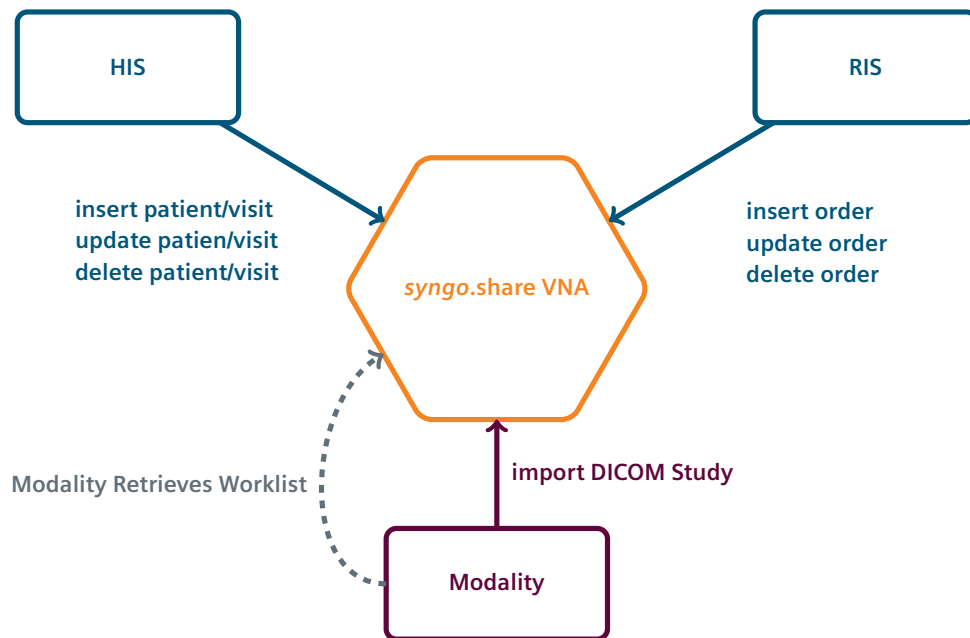 HIS
RIS
insert patient/visit
update patien/visit
delete patient/visit
insert order
update order
delete order
syngo.share VNA
Modality Retrieves Worklist
import DICOM Study
Modality